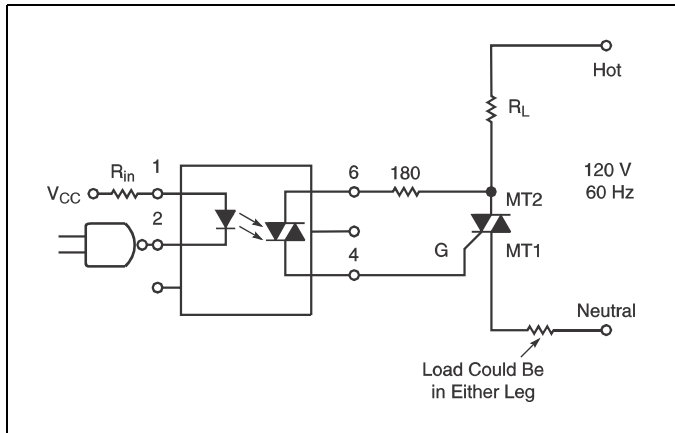 Hot
R_L
120 V
60 Hz
V_CC
R_in
1
2
6
180
4
MT2
G
MT1
Neutral
Load Could Be
in Either Leg